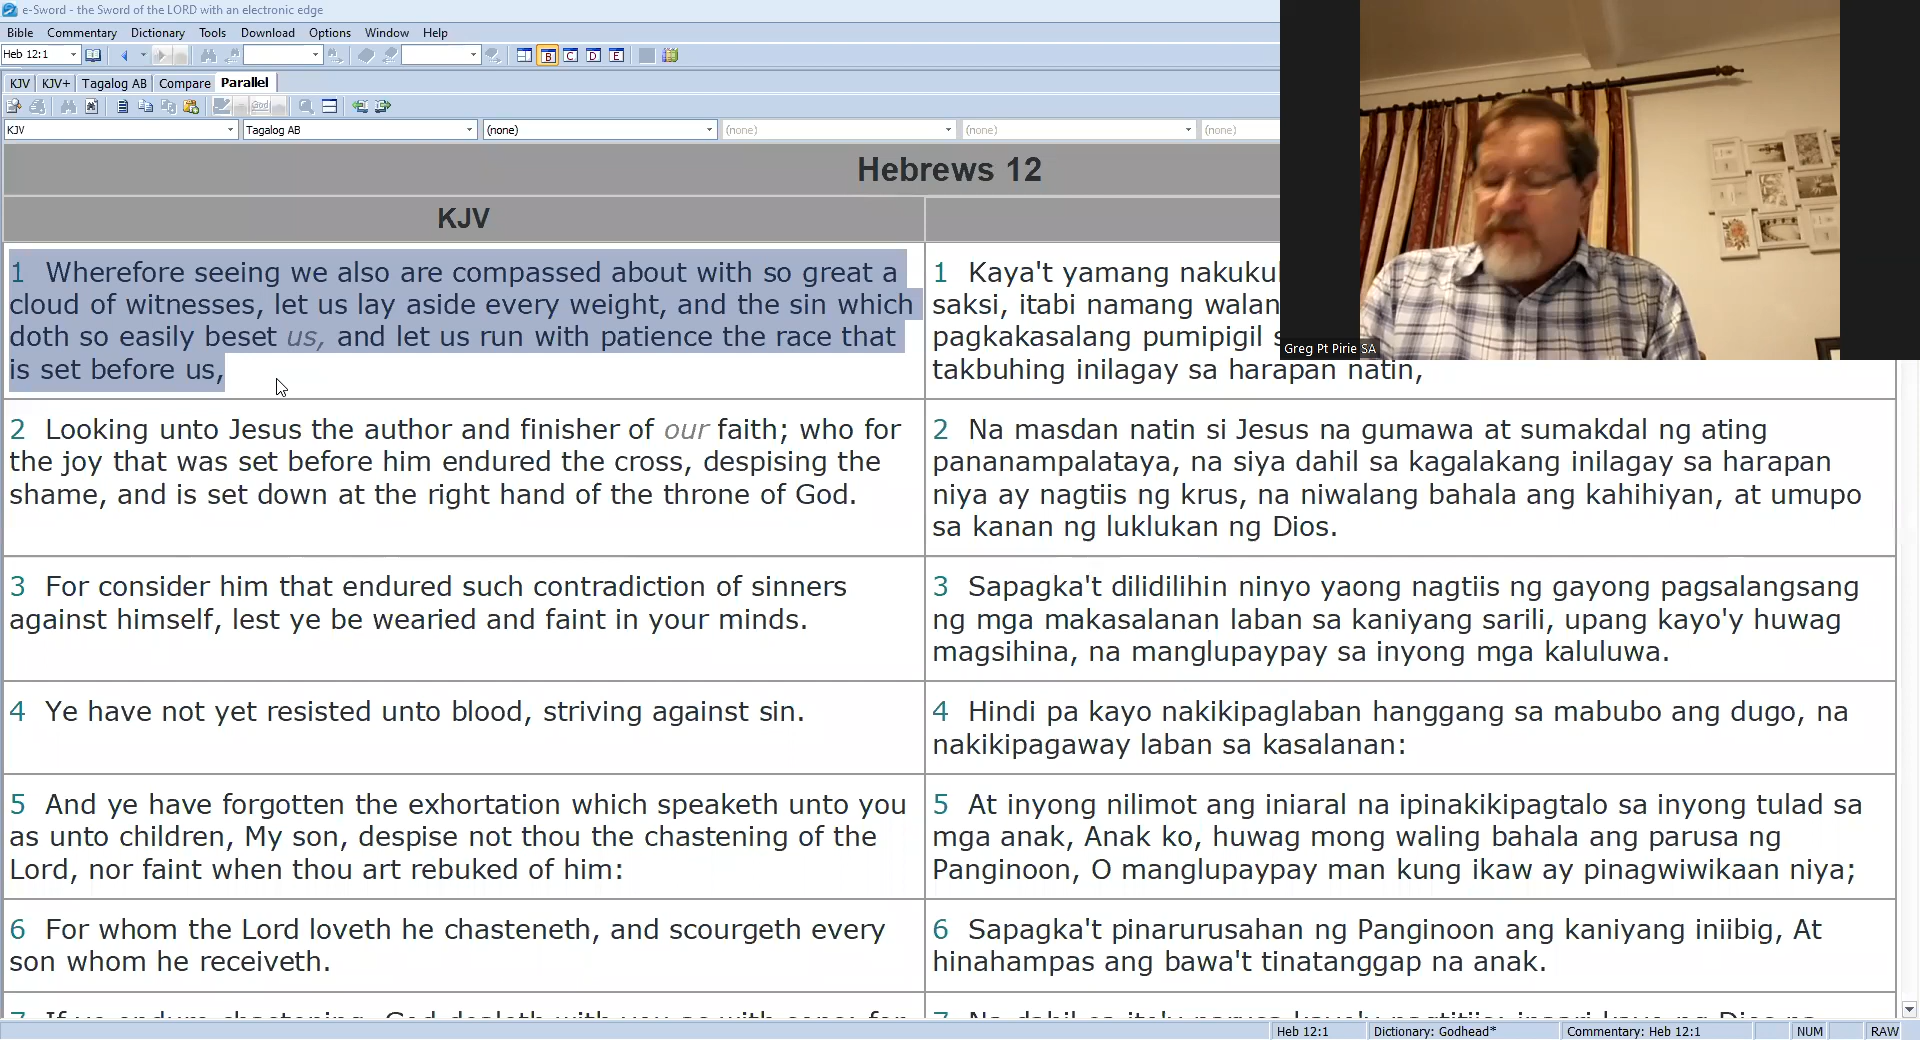 e-Sword - the Sword of the LORD with an electronic edge
Bible Commentary Dictionary Tools Options Download Window Help
Heb 12:1
KJV KJV+ Tagalog AB Compare Parallel
KJV Tagalog AB (none) (none) (none) (none)
Hebrews 12
KJV
1 Wherefore seeing we also are compassed about with so great a
cloud of witnesses, let us lay aside every weight, and the sin which
doth so easily beset us, and let us run with patience the race that
is set before us,
1 Kaya't yamang
saksi, itabi namang
pagkakasalang pumipigil
takbuhing inilagay sa harapan natin,
Greg Pt Pirie SA
2 Looking unto Jesus the author and finisher of our faith; who for
the joy that was set before him endured the cross, despising the
shame, and is set down at the right hand of the throne of God.
2 Na masdan natin si Jesus na gumawa at sumakdal ng ating
pananampalataya, na siya dahil sa kagalakang inilagay sa harapan
niya ay nagtiis ng krus, na niwalang bahala ang kahihiyan, at umupo
sa kanan ng luklukan ng Dios.
3 For consider him that endured such contradiction of sinners
against himself, lest ye be wearied and faint in your minds.
3 Sapagka't dilidilihin ninyo yaong nagtiis ng gayong pagsalangsang
ng mga makasalanan laban sa kaniyang sarili, upang kayo'y huwag
magsihina, na manglupaypay sa inyong mga kaluluwa.
4 Ye have not yet resisted unto blood, striving against sin.
4 Hindi pa kayo nakikipaglaban hanggang sa mabubo ang dugo, na
nakikipagaway laban sa kasalanan:
5 And ye have forgotten the exhortation which speaketh unto you
as unto children, My son, despise not thou the chastening of the
Lord, nor faint when thou art rebuked of him:
5 At inyong nilimot ang iniaral na ipinakikipagtalo sa inyong tulad sa
mga anak, Anak ko, huwag mong waling bahala ang parusa ng
Panginoon, O manglupaypay man kung ikaw ay pinagwiwikaan niya;
6 For whom the Lord loveth he chasteneth, and scourgeth every
son whom he receiveth.
6 Sapagka't pinarurusahan ng Panginoon ang kaniyang iniibig, At
hinahampas ang bawa't tinatanggap na anak.
Heb 12:1 Dictionary: Godhead* Commentary: Heb 12:1 NUM RAW